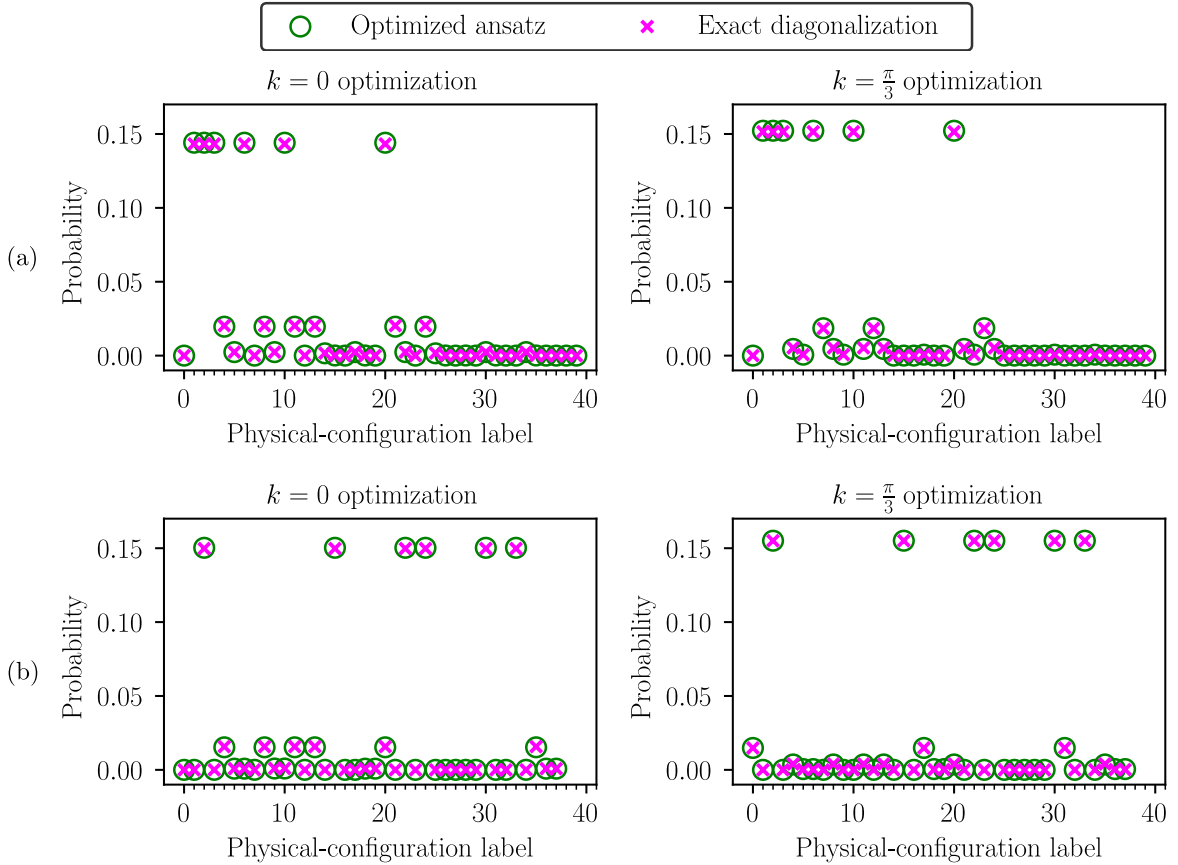 Optimized ansatz
Exact diagonalization
(a)
k = 0 optimization
Probability
0.15
0.10
0.05
0.00
0 10 20 30 40
Physical-configuration label
k = π/3 optimization
Probability
0.15
0.10
0.05
0.00
0 10 20 30 40
Physical-configuration label
(b)
k = 0 optimization
Probability
0.15
0.10
0.05
0.00
0 10 20 30 40
Physical-configuration label
k = π/3 optimization
Probability
0.15
0.10
0.05
0.00
0 10 20 30 40
Physical-configuration label